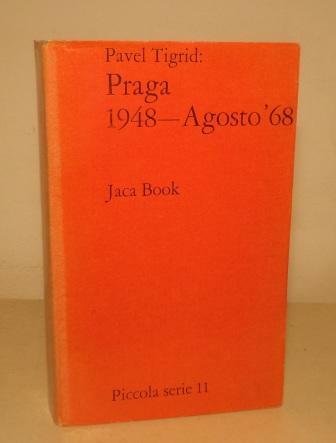 Pavel Tigrid:
Praga
1948—Agosto '68
Jaca Book
Piccola serie 11